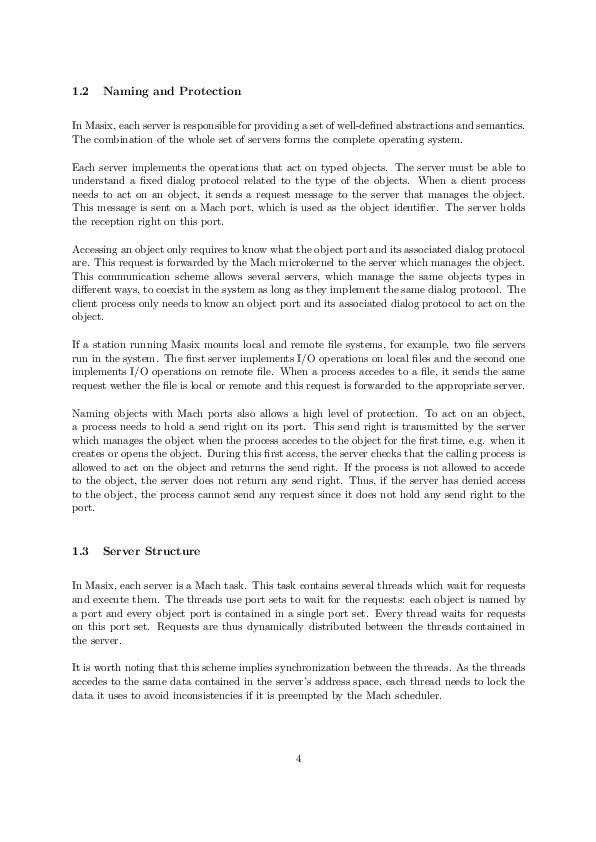 1.2 Naming and Protection
In Masix, each server is responsible for providing a set of well-defined abstractions and semantics.
The combination of the whole set of servers forms the complete operating system.
Each server implements the operations that act on typed objects. The server must be able to
understand a fixed dialog protocol related to the type of the objects. When a client process
needs to act on an object, it sends a request message to the server that manages the object.
This message is sent on a Mach port, which is used as the object identifier. The server holds
the reception right on this port.
Accessing an object only requires to know what the object port and its associated dialog protocol
are. This request is forwarded by the Mach microkernel to the server which manages the object.
This communication scheme allows several servers, which manage the same objects types in
different ways, to coexist in the system as long as they implement the same dialog protocol. The
client process only needs to know an object port and its associated dialog protocol to act on the
object.
If a station running Masix mounts local and remote file systems, for example, two file servers
run in the system. The first server implements I/O operations on local files and the second one
implements I/O operations on remote file. When a process accedes to a file, it sends the same
request wether the file is local or remote and this request is forwarded to the appropriate server.
Naming objects with Mach ports also allows a high level of protection. To act on an object,
a process needs to hold a send right on its port. This send right is transmitted by the server
which manages the object when the process accedes to the object for the first time, e.g. when it
creates or opens the object. During this first access, the server checks that the calling process is
allowed to act on the object and returns the send right. If the process is not allowed to accede
to the object, the server does not return any send right. Thus, if the server has denied access
to the object, the process cannot send any request since it does not hold any send right to the
port.
1.3 Server Structure
In Masix, each server is a Mach task. This task contains several threads which wait for requests
and execute them. The threads use port sets to wait for the requests: each object is named by
a port and every object port is contained in a single port set. Every thread waits for requests
on this port set. Requests are thus dynamically distributed between the threads contained in
the server.
It is worth noting that this scheme implies synchronization between the threads. As the threads
accedes to the same data contained in the server's address space, each thread needs to lock the
data it uses to avoid inconsistencies if it is preempted by the Mach scheduler.
4